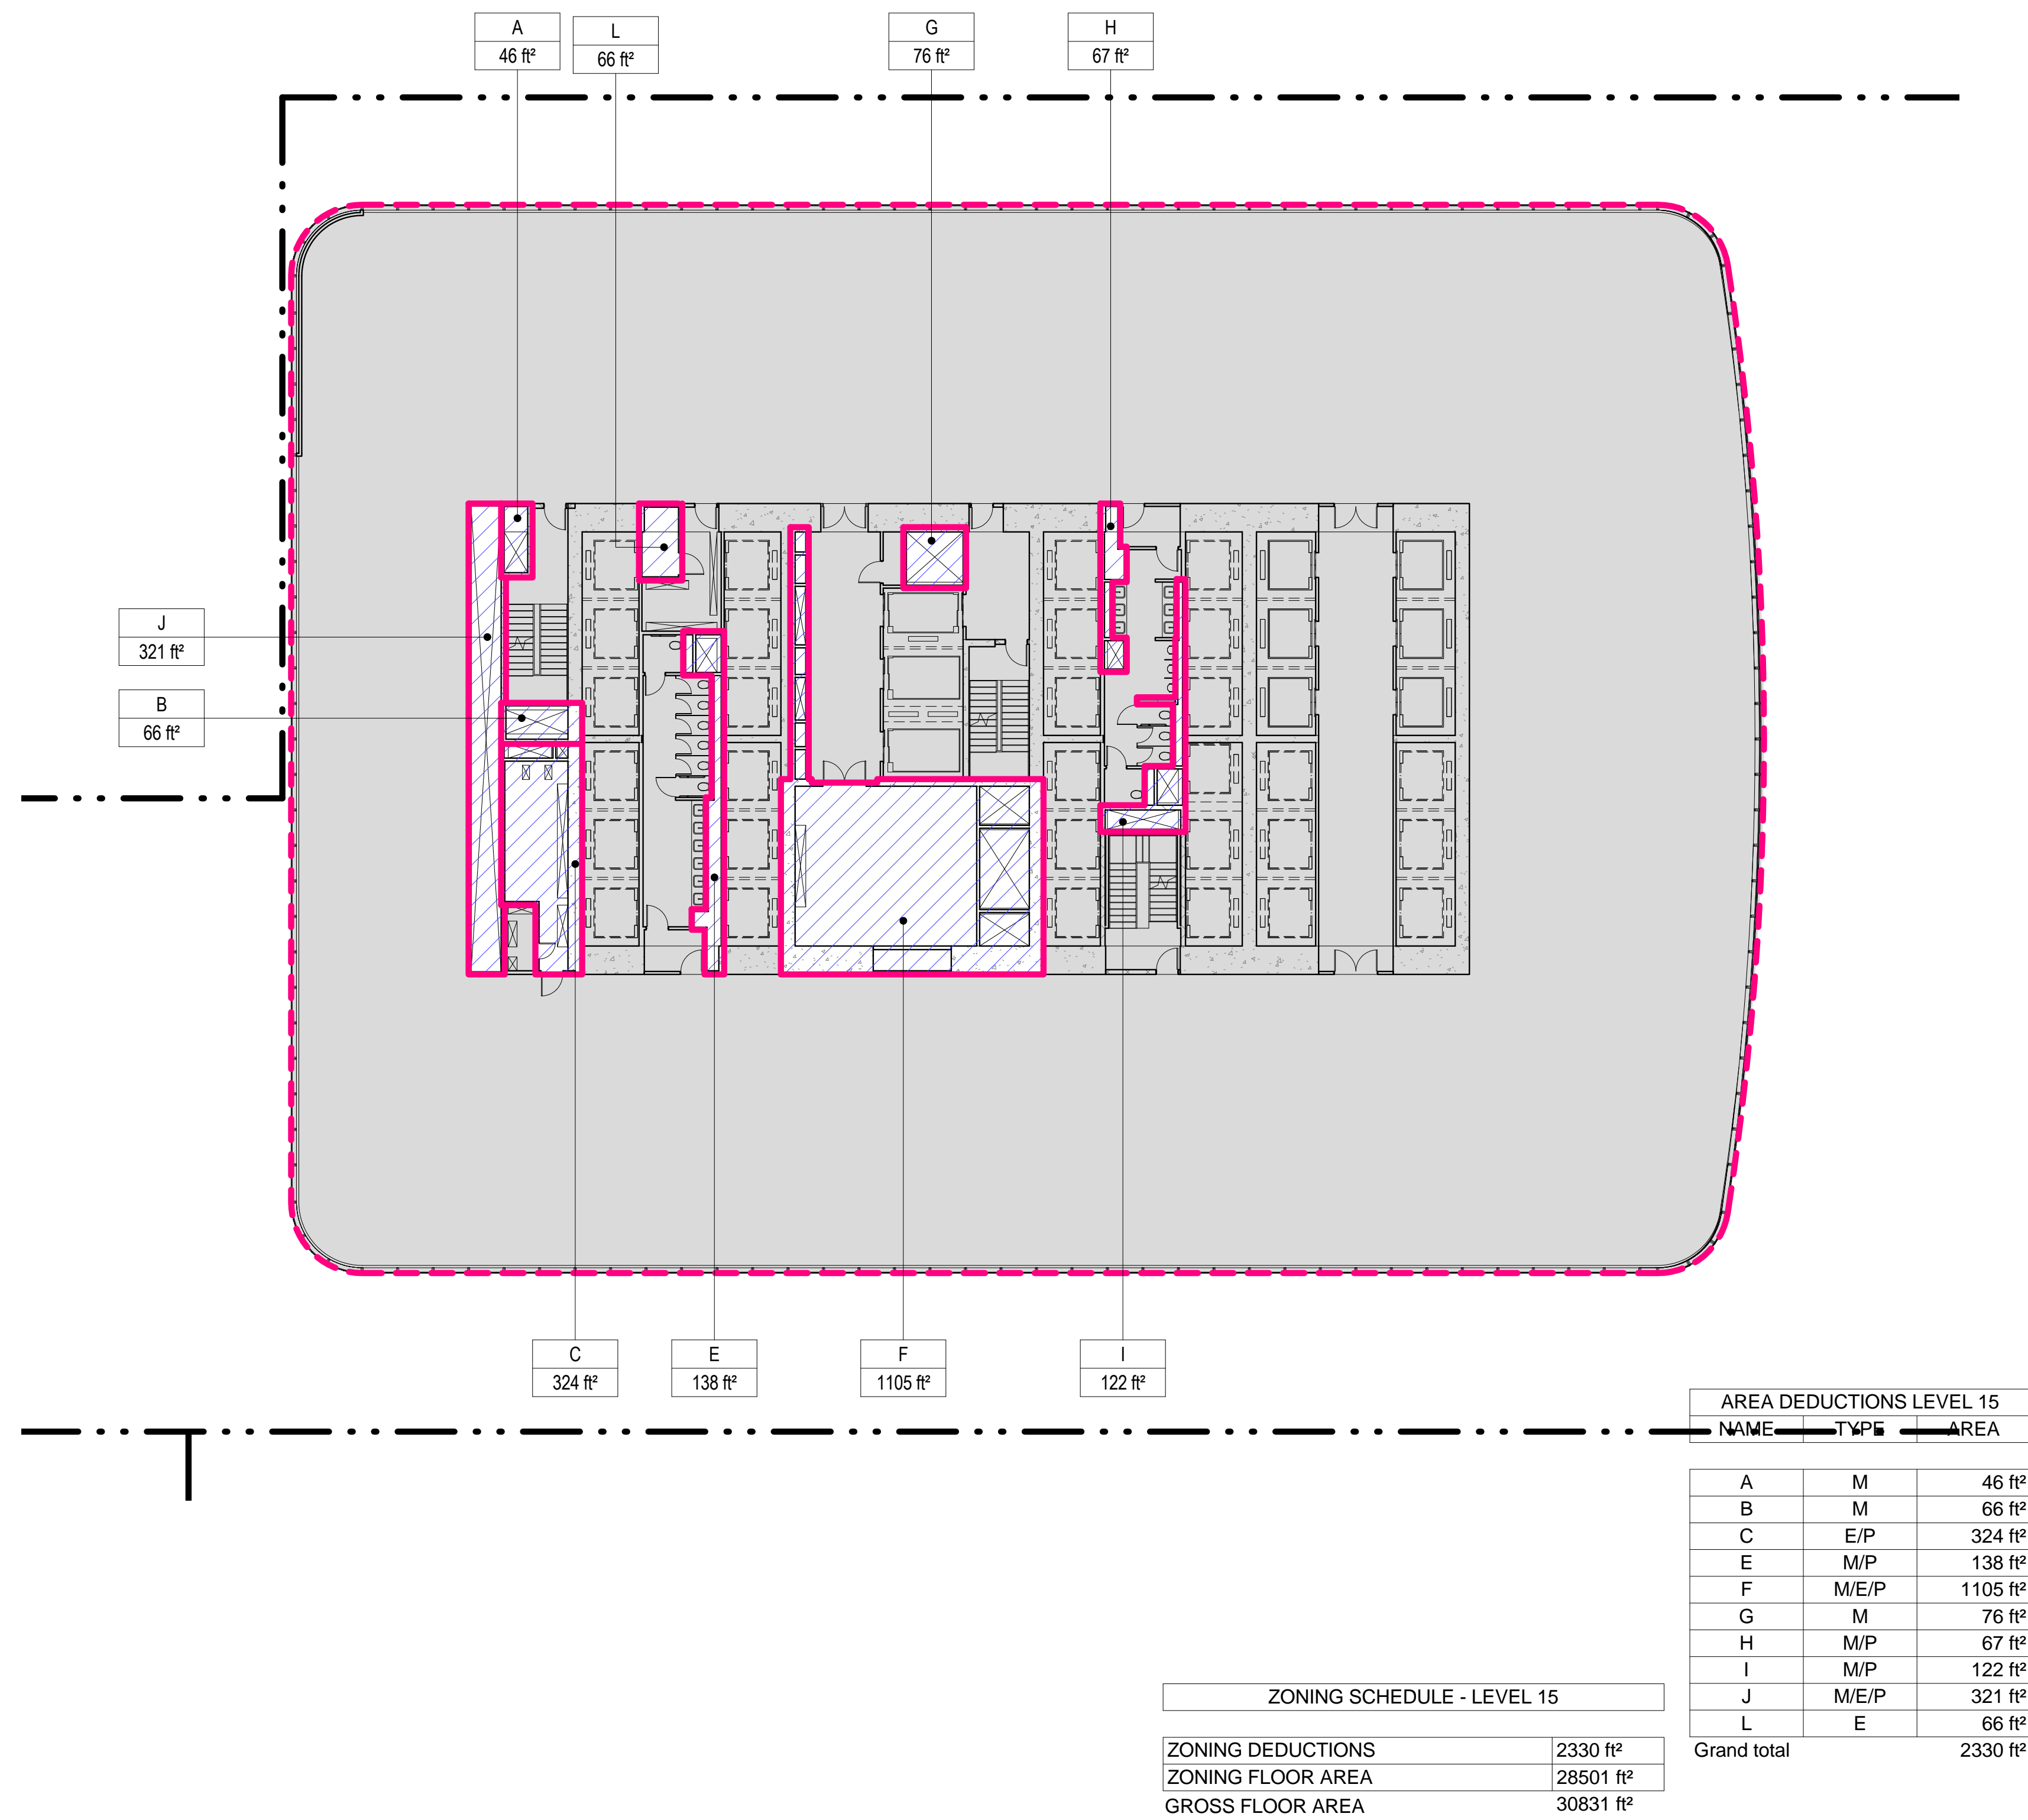 A
46 ft²
L
66 ft²
G
76 ft²
H
67 ft²
J
321 ft²
B
66 ft²
C
324 ft²
E
138 ft²
F
1105 ft²
I
122 ft²
AREA DEDUCTIONS LEVEL 15
NAME TYPE AREA
A M 46 ft²
B M 66 ft²
C E/P 324 ft²
E M/P 138 ft²
F M/E/P 1105 ft²
G M 76 ft²
H M/P 67 ft²
I M/P 122 ft²
J M/E/P 321 ft²
L E 66 ft²
Grand total 2330 ft²
ZONING SCHEDULE - LEVEL 15
ZONING DEDUCTIONS 2330 ft²
ZONING FLOOR AREA 28501 ft²
GROSS FLOOR AREA 30831 ft²